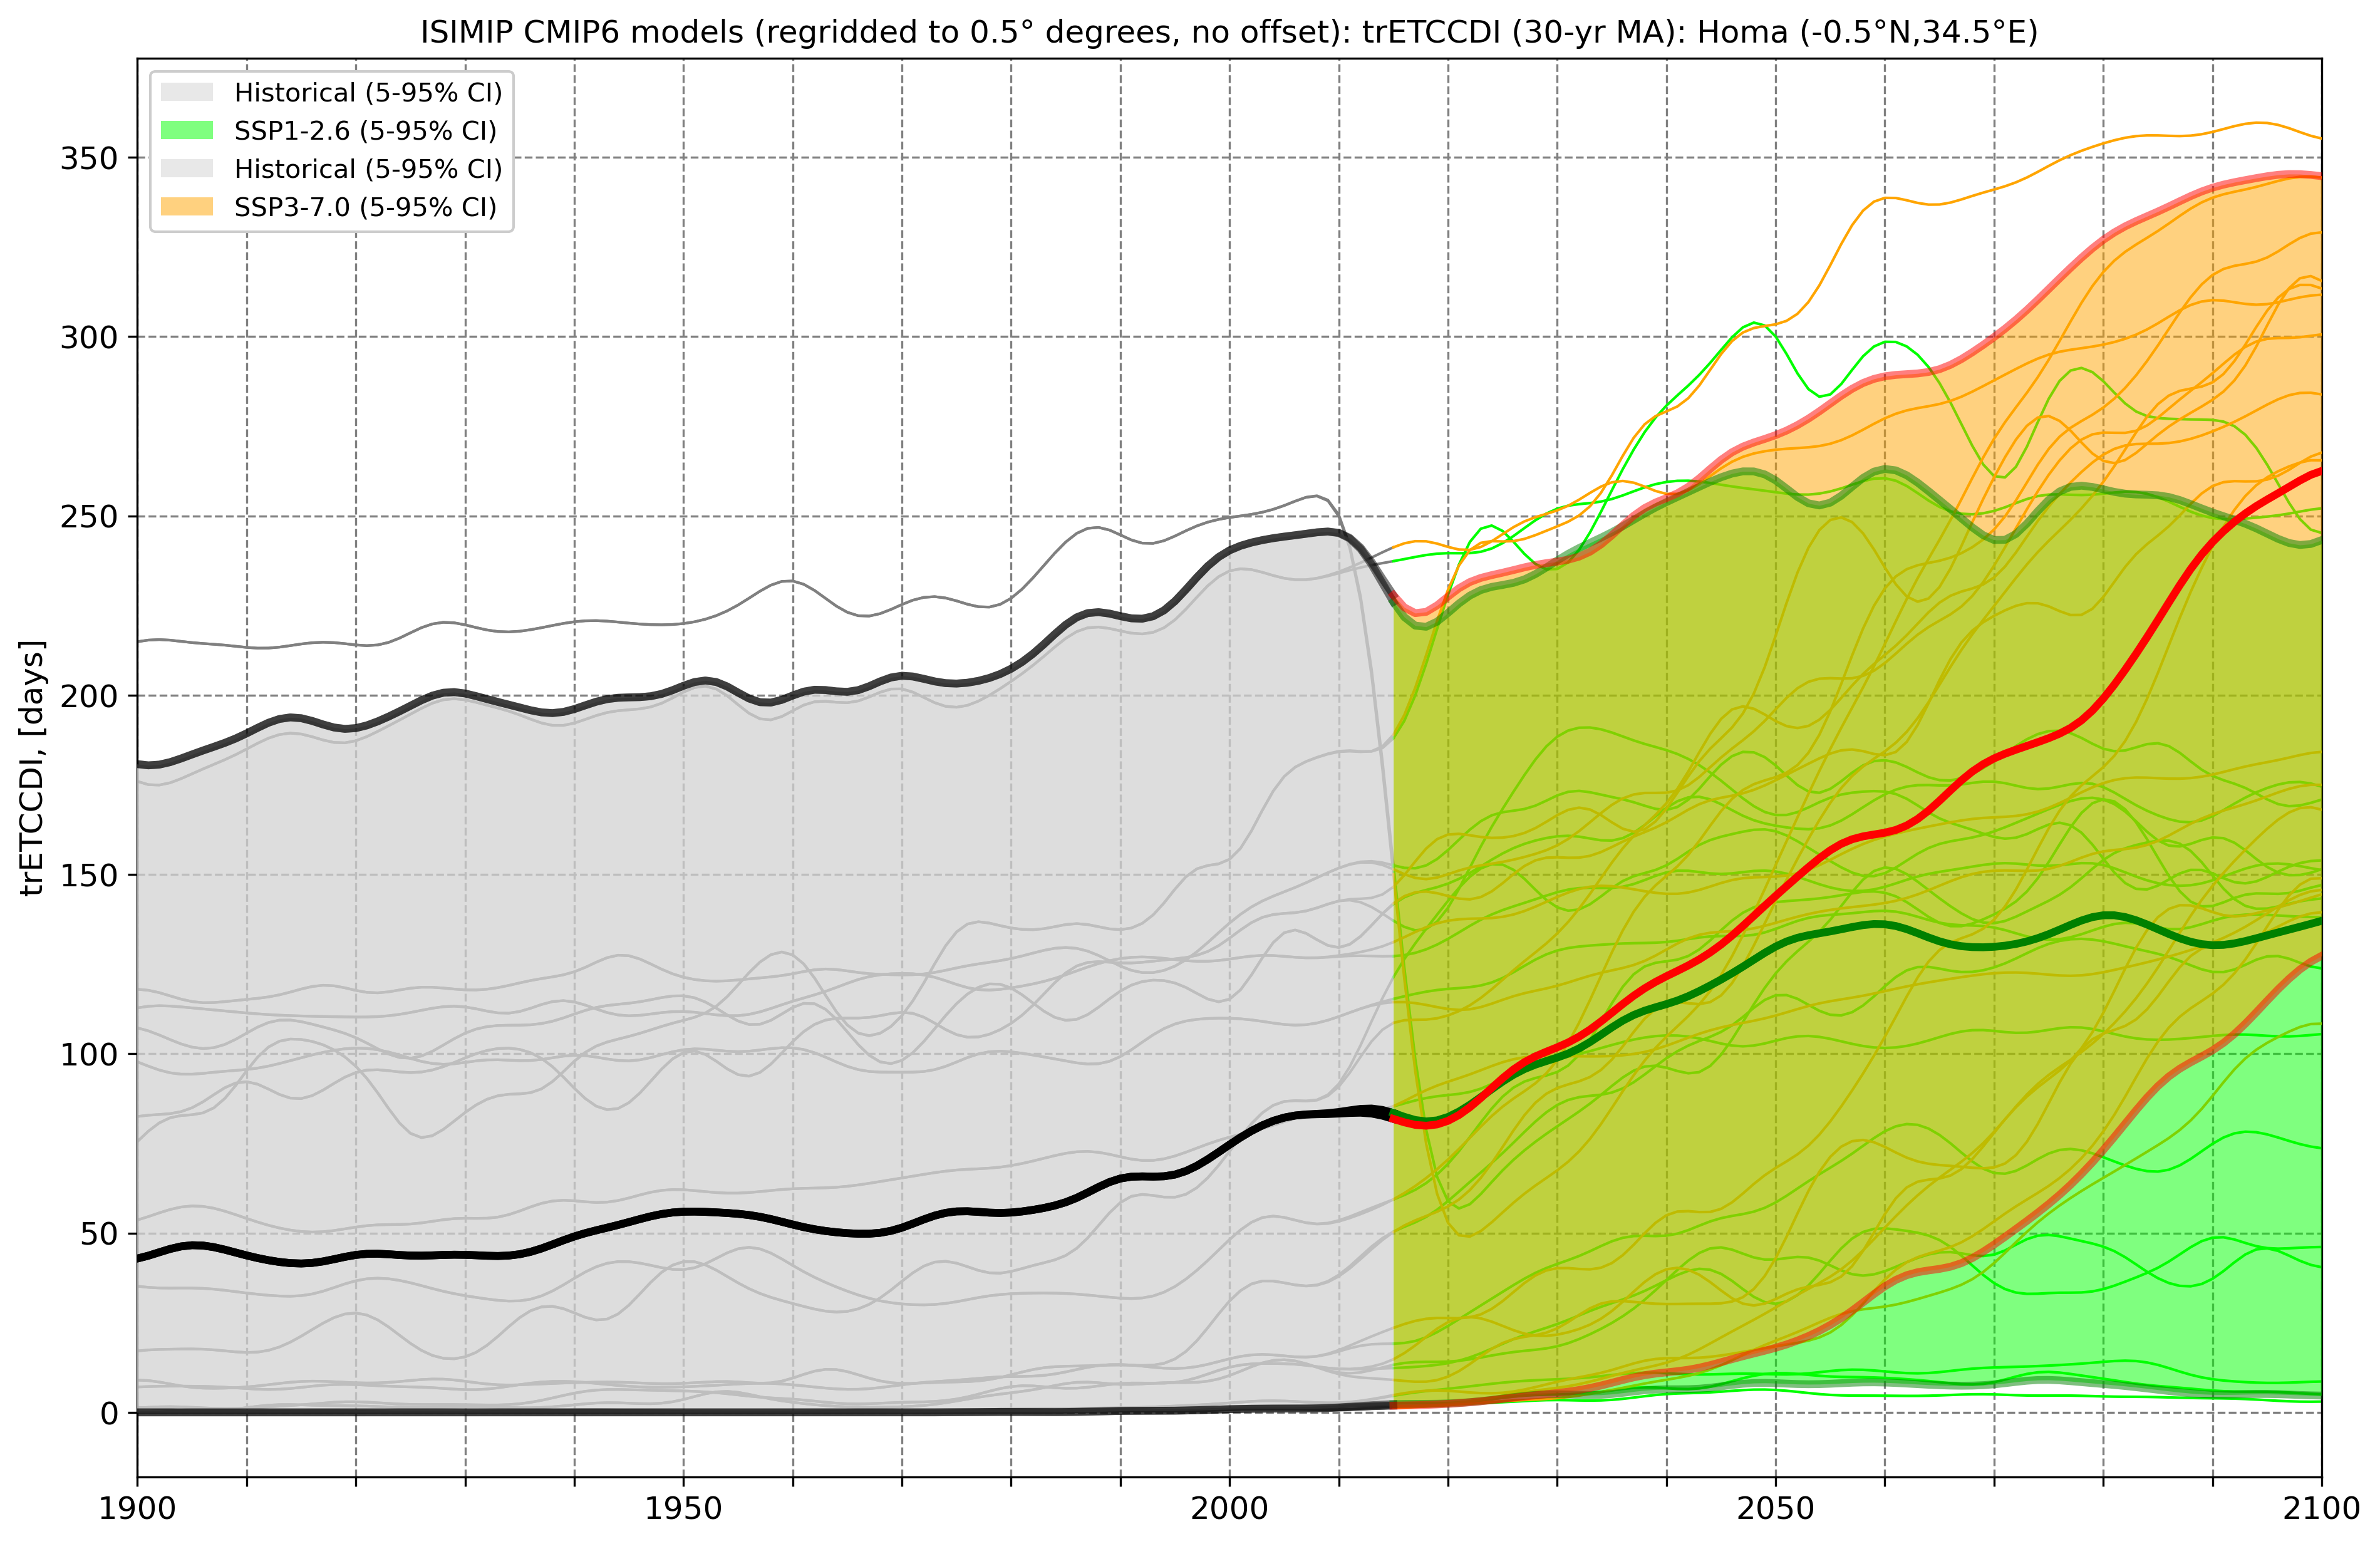 ISIMIP CMIP6 models (regridded to 0.5° degrees, no offset): trETCCDI (30-yr MA): Homa (-0.5°N,34.5°E)
Historical (5-95% CI)
SSP1-2.6 (5-95% CI)
Historical (5-95% CI)
SSP3-7.0 (5-95% CI)
trETCCDI, [days]
350
300
250
200
150
100
50
0
1900 1950 2000 2050 2100